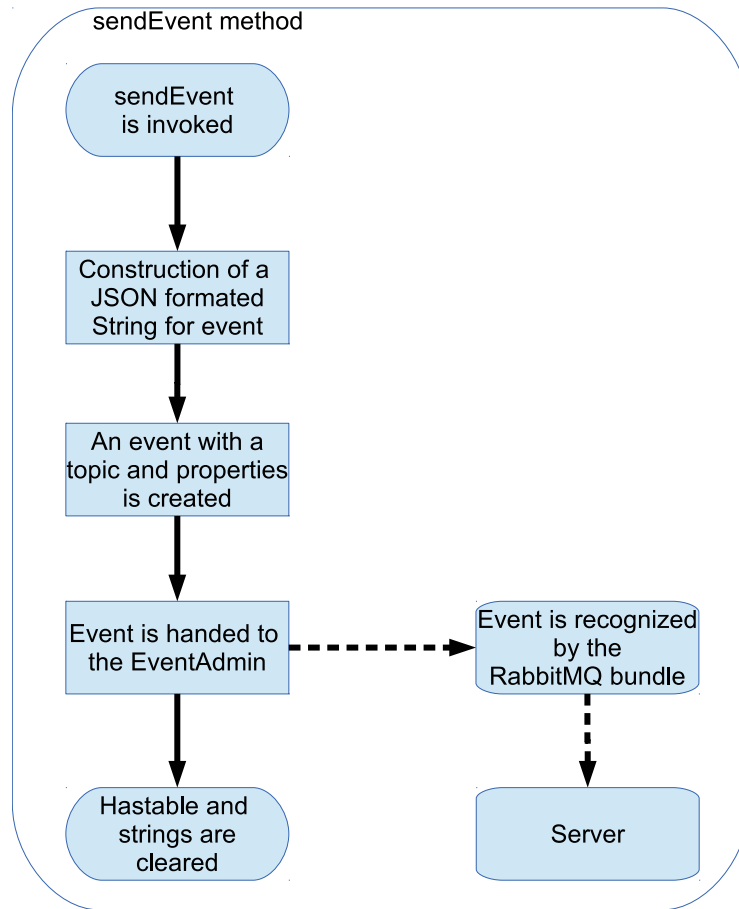 sendEvent method
sendEvent
is invoked
Construction of a
JSON formated
String for event
An event with a
topic and properties
is created
Event is handed to
the EventAdmin
Event is recognized
by the
RabbitMQ bundle
Hastable and
strings are
cleared
Server